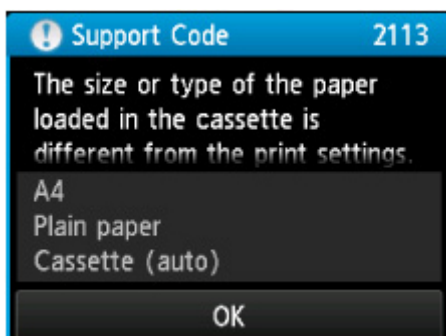 Support Code 2113
The size or type of the paper
loaded in the cassette is
different from the print settings.
A4
Plain paper
Cassette (auto)
OK